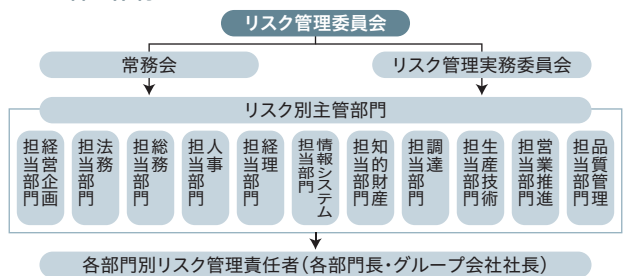 リスク管理委員会
常務会
リスク管理実務委員会
リスク別主管部門
経営企画
担当部門
法務
担当部門
総務
担当部門
人事
担当部門
経理
担当部門
情報システム
担当部門
知的財産
担当部門
調達
担当部門
生産技術
担当部門
営業推進
担当部門
品質管理
担当部門
各部門別リスク管理責任者（各部門長・グループ会社社長）